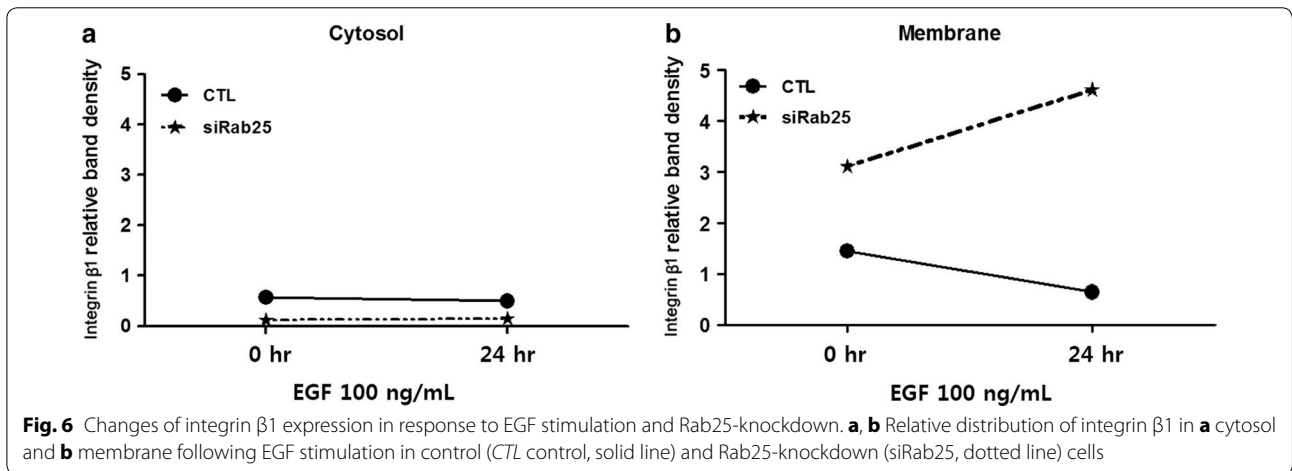 a
Cytosol
Integrin β1 relative band density
5
4
3
2
1
0
CTL
siRab25
0 hr
24 hr
EGF 100 ng/mL
b
Membrane
Integrin β1 relative band density
5
4
3
2
1
0
CTL
siRab25
0 hr
24 hr
EGF 100 ng/mL
Fig. 6 Changes of integrin β1 expression in response to EGF stimulation and Rab25-knockdown. a, b Relative distribution of integrin β1 in a cytosol
and b membrane following EGF stimulation in control (CTL control, solid line) and Rab25-knockdown (siRab25, dotted line) cells